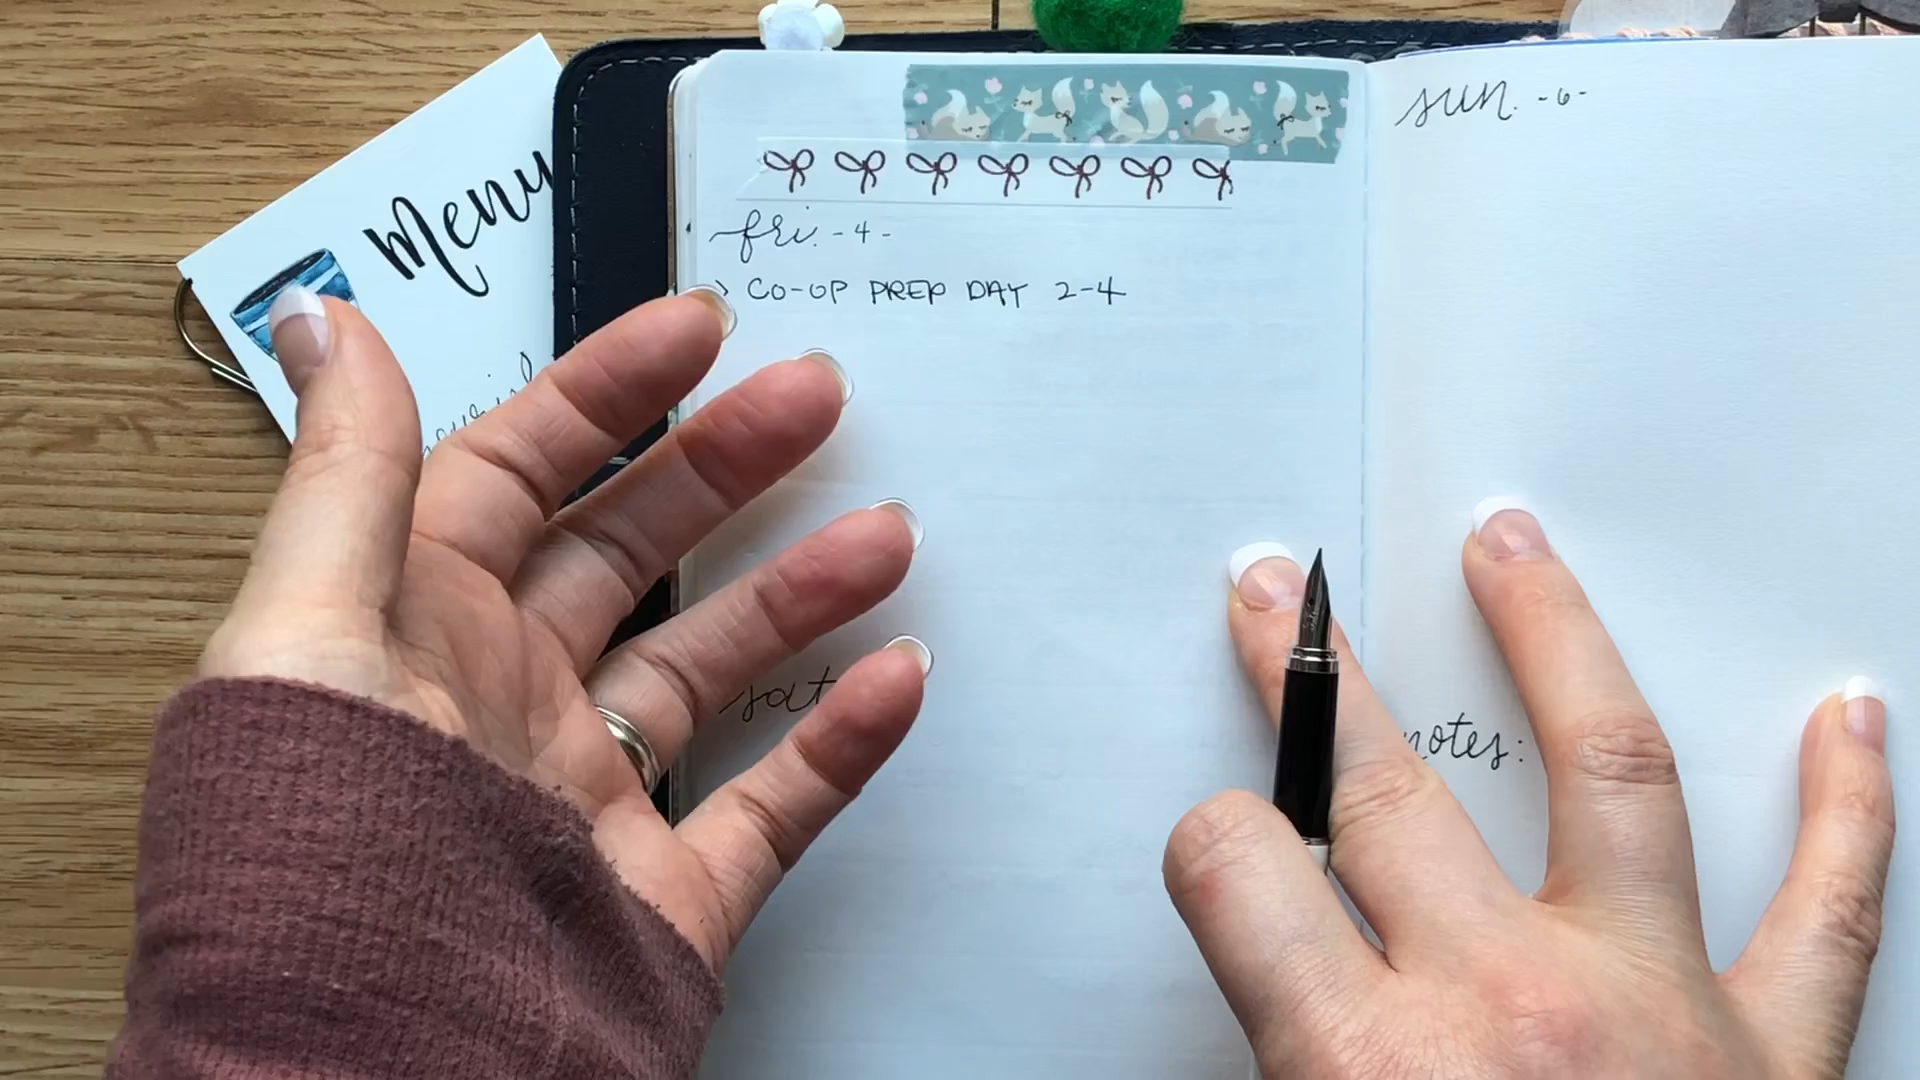 Menu
fri. -4-
> CO-OP PREP DAY 2-4
sat
sun. -6-
notes: